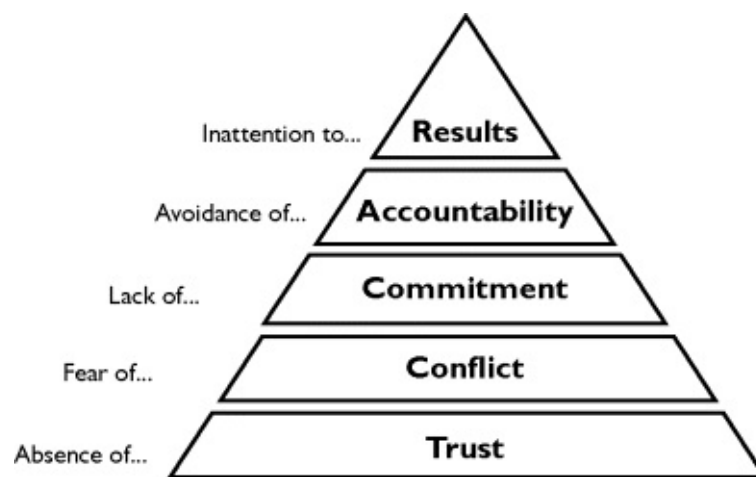 Inattention to... Results
Avoidance of... Accountability
Lack of... Commitment
Fear of... Conflict
Absence of... Trust